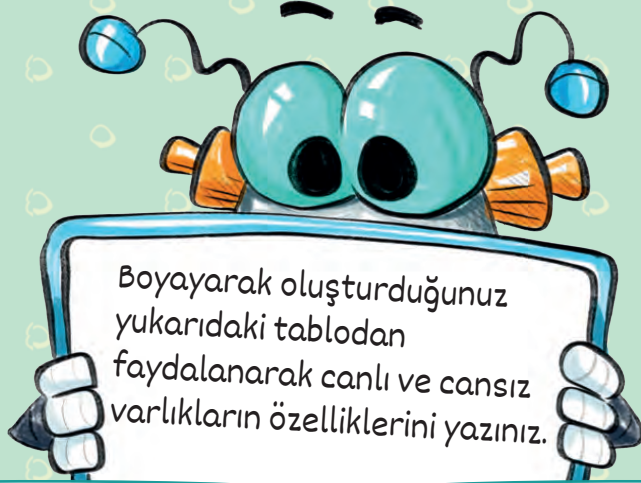 Boyayarak oluşturduğunuz
yukarıdaki tablodan
faydalanarak canlı ve cansız
varlıkların özelliklerini yazınız.